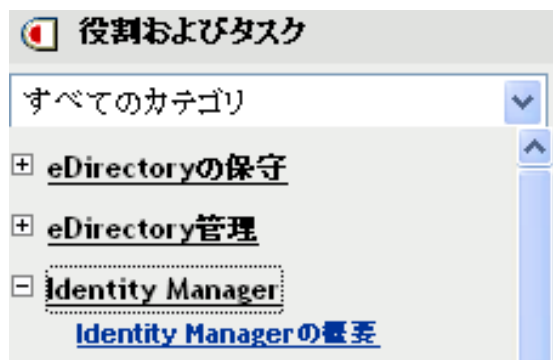 役割およびタスク
すべてのカテゴリ
eDirectoryの保守
eDirectory管理
Identity Manager
Identity Managerの概要